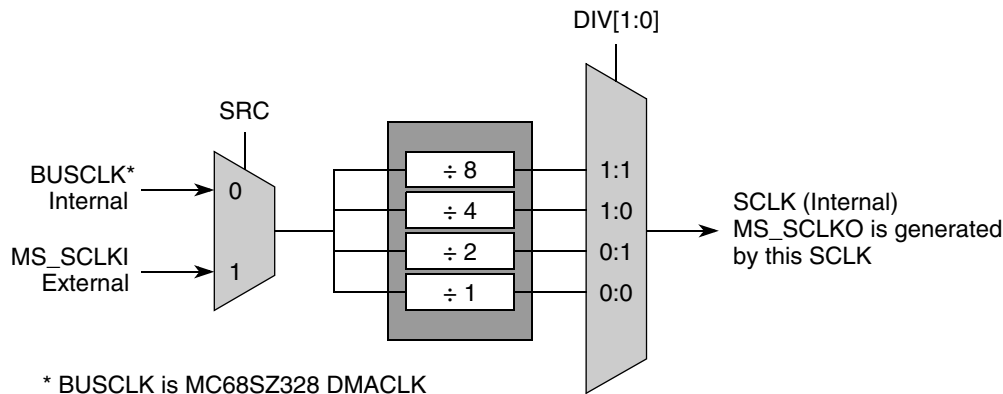 DIV[1:0]
SRC
BUSCLK*
Internal
0
MS_SCLKI
External
1
÷ 8
÷ 4
÷ 2
÷ 1
1:1
1:0
0:1
0:0
SCLK (Internal)
MS_SCLKO is generated
by this SCLK
* BUSCLK is MC68SZ328 DMACLK